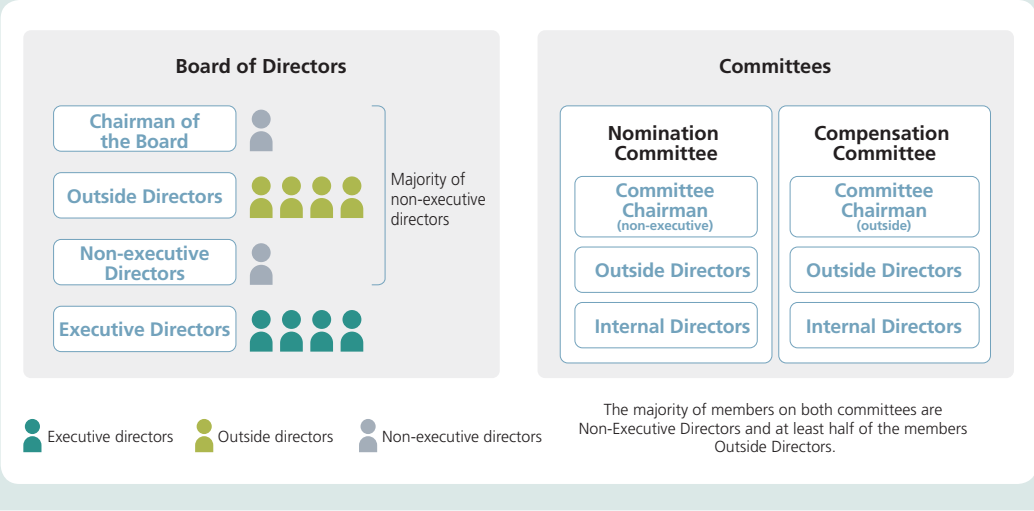 Board of Directors
Chairman of
the Board
Outside Directors
Non-executive
Directors
Executive Directors
Majority of
non-executive
directors
Executive directors
Outside directors
Non-executive directors
Committees
Nomination
Committee
Committee
Chairman
(non-executive)
Outside Directors
Internal Directors
Compensation
Committee
Committee
Chairman
(outside)
Outside Directors
Internal Directors
The majority of members on both committees are
Non-Executive Directors and at least half of the members
Outside Directors.